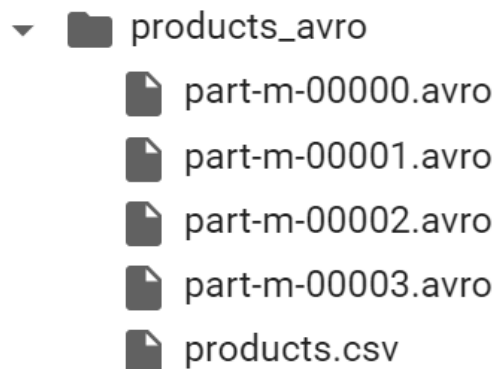 products_avro
part-m-00000.avro
part-m-00001.avro
part-m-00002.avro
part-m-00003.avro
products.csv